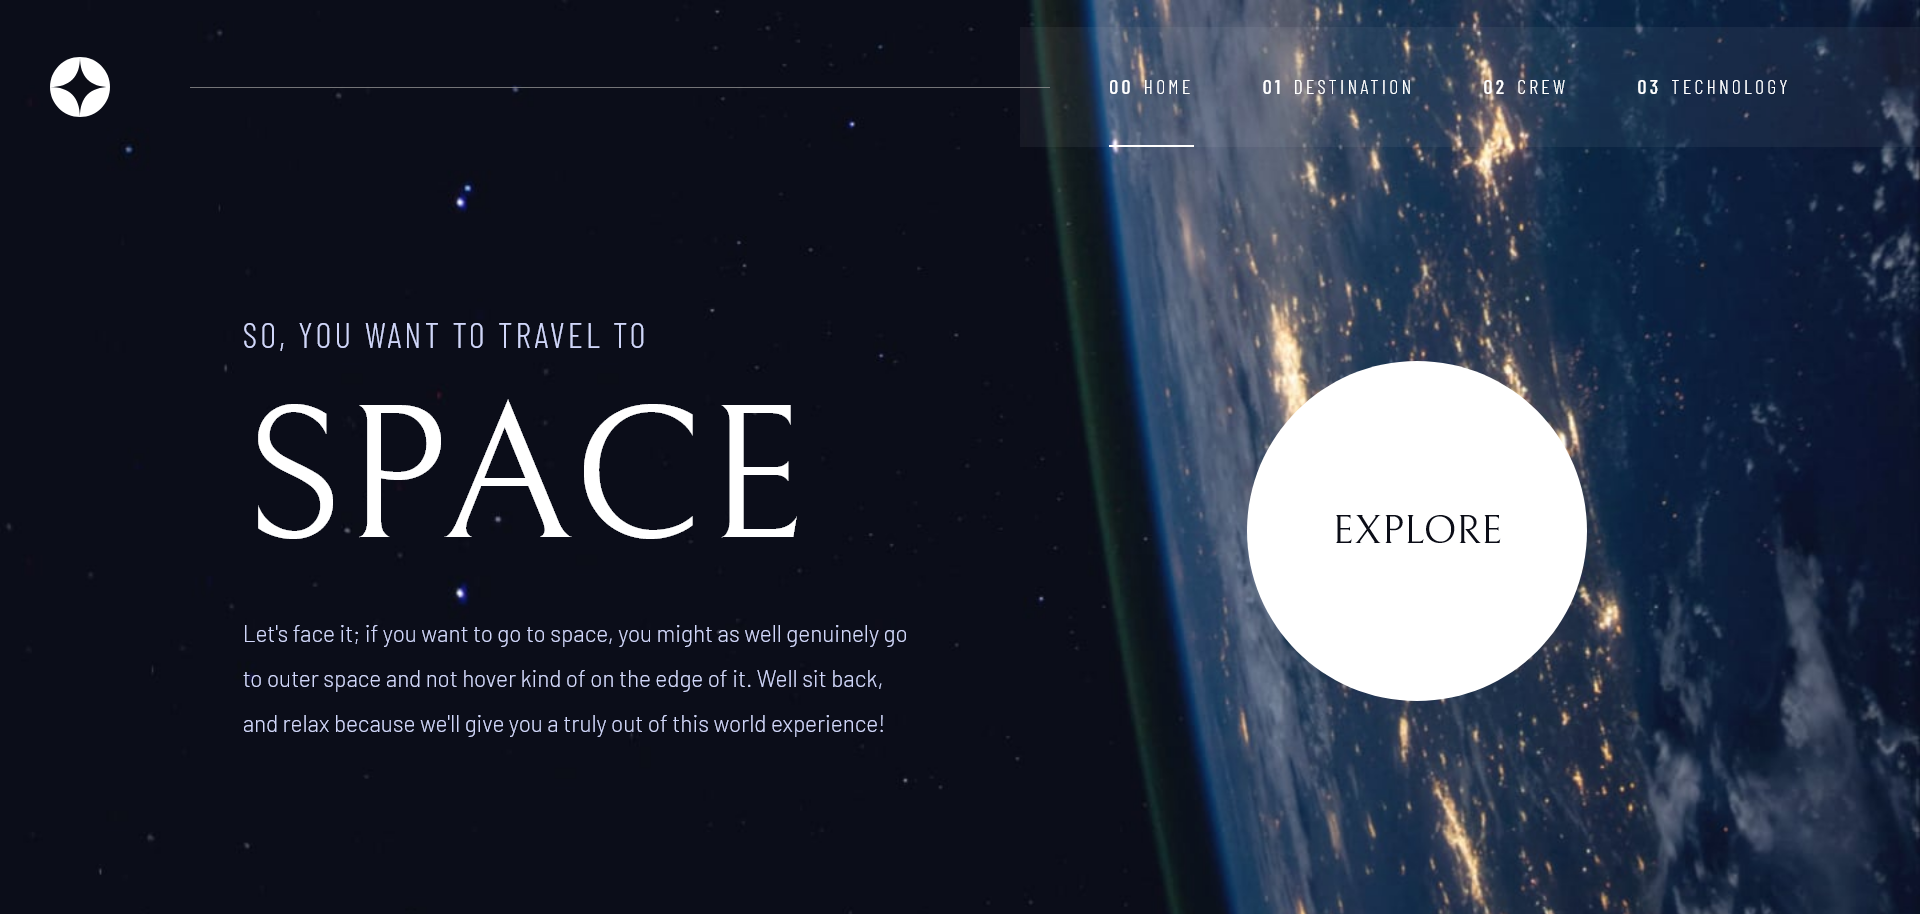 00 HOME 01 DESTINATION 02 CREW 03 TECHNOLOGY
SO, YOU WANT TO TRAVEL TO
SPACE
Let's face it; if you want to go to space, you might as well genuinely go
to outer space and not hover kind of on the edge of it. Well sit back,
and relax because we'll give you a truly out of this world experience!
EXPLORE